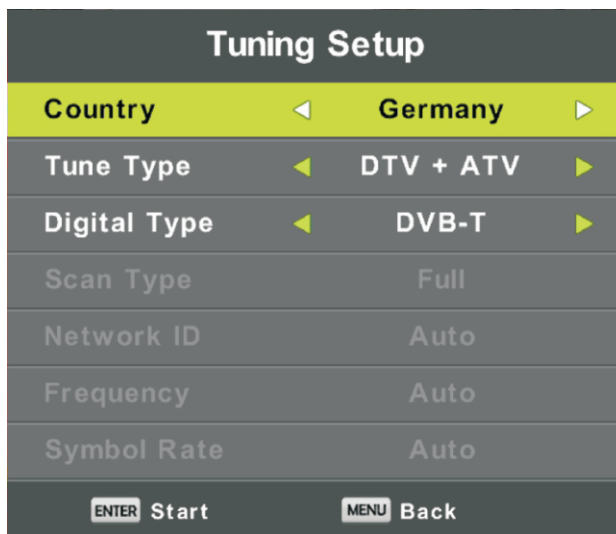 Tuning Setup
Country Germany
Tune Type DTV + ATV
Digital Type DVB-T
Scan Type Full
Network ID Auto
Frequency Auto
Symbol Rate Auto
ENTER Start MENU Back